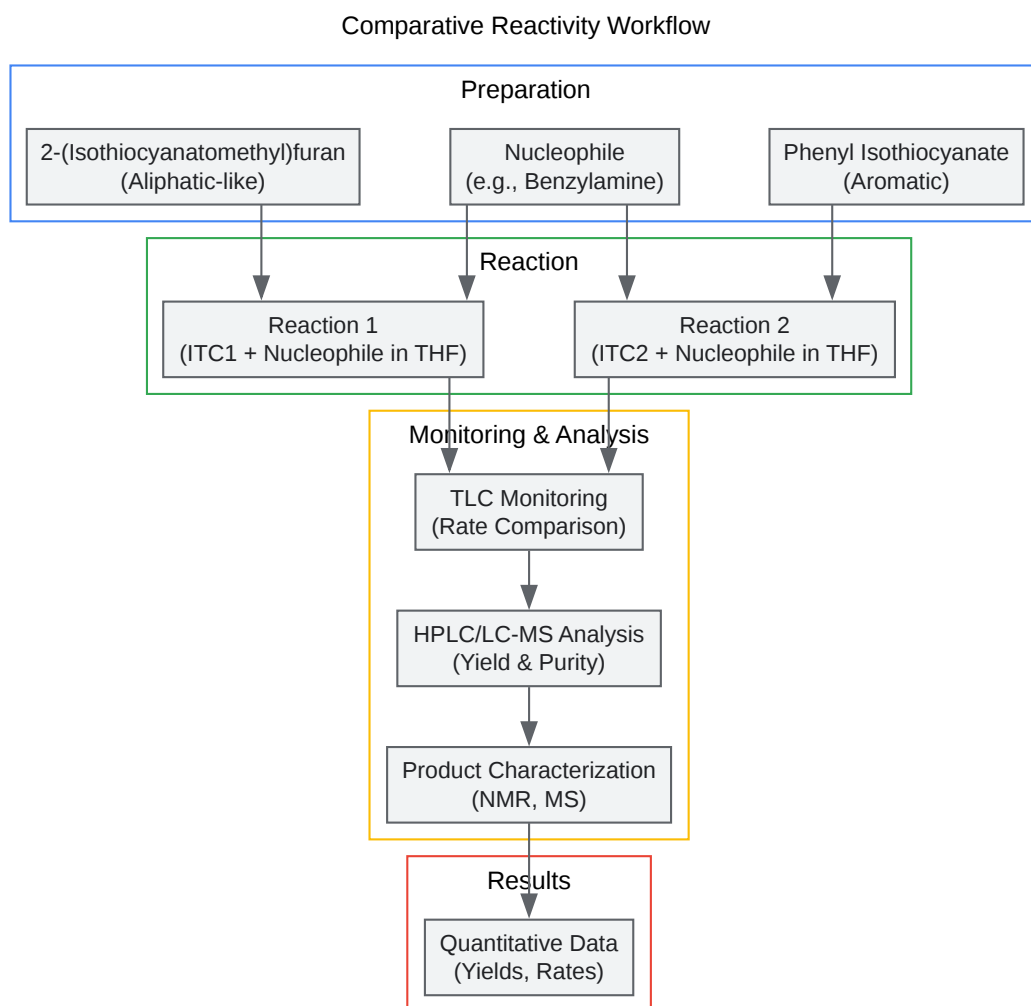 Comparative Reactivity Workflow
Preparation
2-(Isothiocyanatomethyl)furan
(Aliphatic-like)
Nucleophile
(e.g., Benzylamine)
Phenyl Isothiocyanate
(Aromatic)
Reaction
Reaction 1
(ITC1 + Nucleophile in THF)
Reaction 2
(ITC2 + Nucleophile in THF)
Monitoring & Analysis
TLC Monitoring
(Rate Comparison)
HPLC/LC-MS Analysis
(Yield & Purity)
Product Characterization
(NMR, MS)
Results
Quantitative Data
(Yields, Rates)